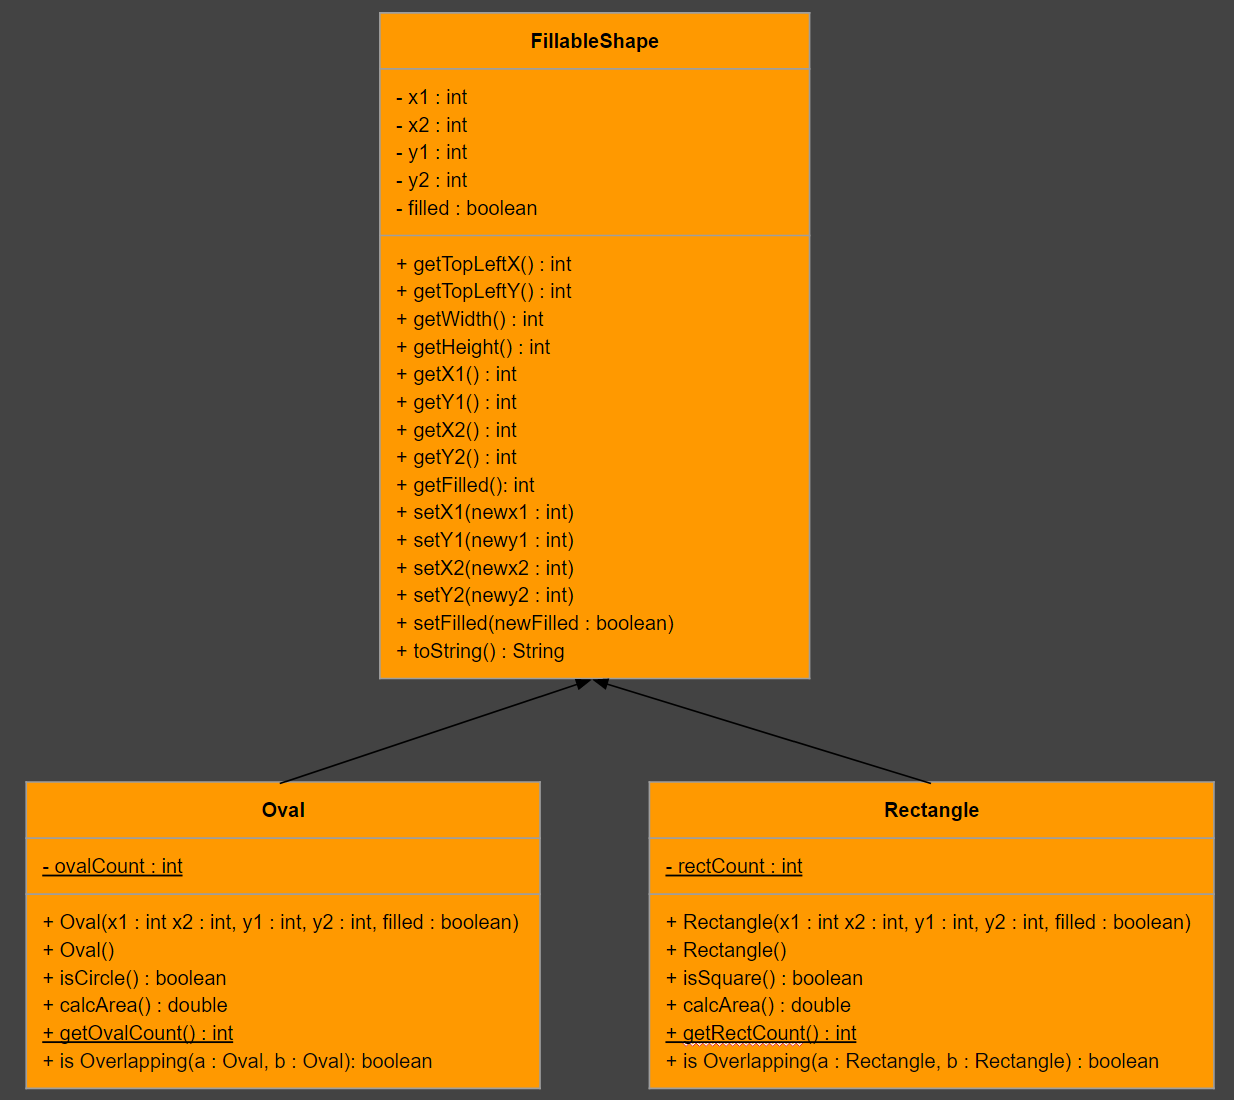 FillableShape
- x1 : int
- x2 : int
- y1 : int
- y2 : int
- filled : boolean
+ getTopLeftX() : int
+ getTopLeftY() : int
+ getWidth() : int
+ getHeight() : int
+ getX1() : int
+ getY1() : int
+ getX2() : int
+ getY2() : int
+ getFilled(): int
+ setX1(newx1 : int)
+ setY1(newy1 : int)
+ setX2(newx2 : int)
+ setY2(newy2 : int)
+ setFilled(newFilled : boolean)
+ toString() : String
Oval
- ovalCount : int
+ Oval(x1 : int x2 : int, y1 : int, y2 : int, filled : boolean)
+ Oval()
+ isCircle() : boolean
+ calcArea() : double
+ getOvalCount() : int
+ is Overlapping(a : Oval, b : Oval): boolean
Rectangle
- rectCount : int
+ Rectangle(x1 : int x2 : int, y1 : int, y2 : int, filled : boolean)
+ Rectangle()
+ isSquare() : boolean
+ calcArea() : double
+ getRectCount() : int
+ is Overlapping(a : Rectangle, b : Rectangle) : boolean